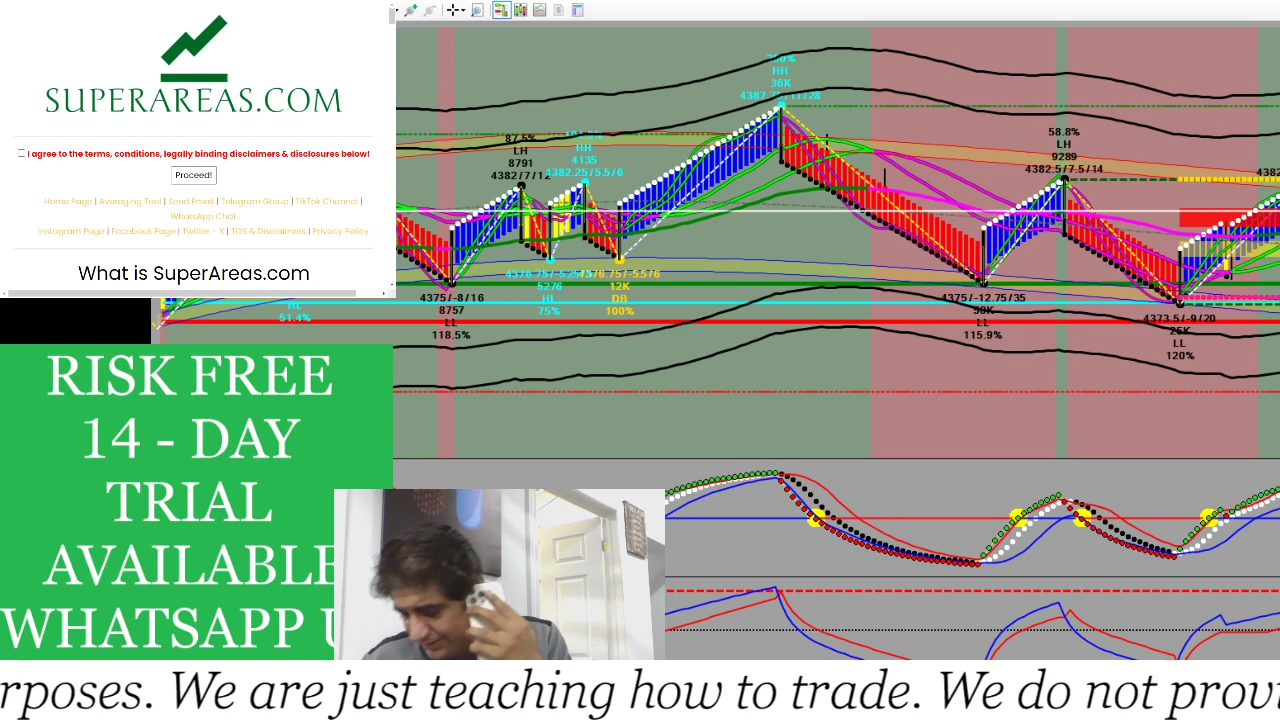 SUPERAREAS.COM
I agree to the terms, conditions, legally binding disclaimers & disclosures below!
Proceed!
Home Page | Averaging Tool | Send Email | Telegram Group | TikTok Channel |
WhatsApp Chat
Instagram Page | Facebook Page | Twitter - X | TOS & Disclaimers | Privacy Policy
What is SuperAreas.com
HL
51.4%
RISK FREE
14 - DAY
TRIAL
AVAILABLE
WHATSAPP
87.5%
LH
8791
4382/7/12
HH
4135
4382.25/5.5/6
HH
36K
58.8%
LH
9289
4382.5/7.5/14
4375/-8/16
8757
LL
118.5%
5276
HL
75%
12K
DB
100%
4375/-12.75/35
LL
115.9%
4373.5/-9/20
25K
LL
120%
rposes. We are just teaching how to trade. We do not provi